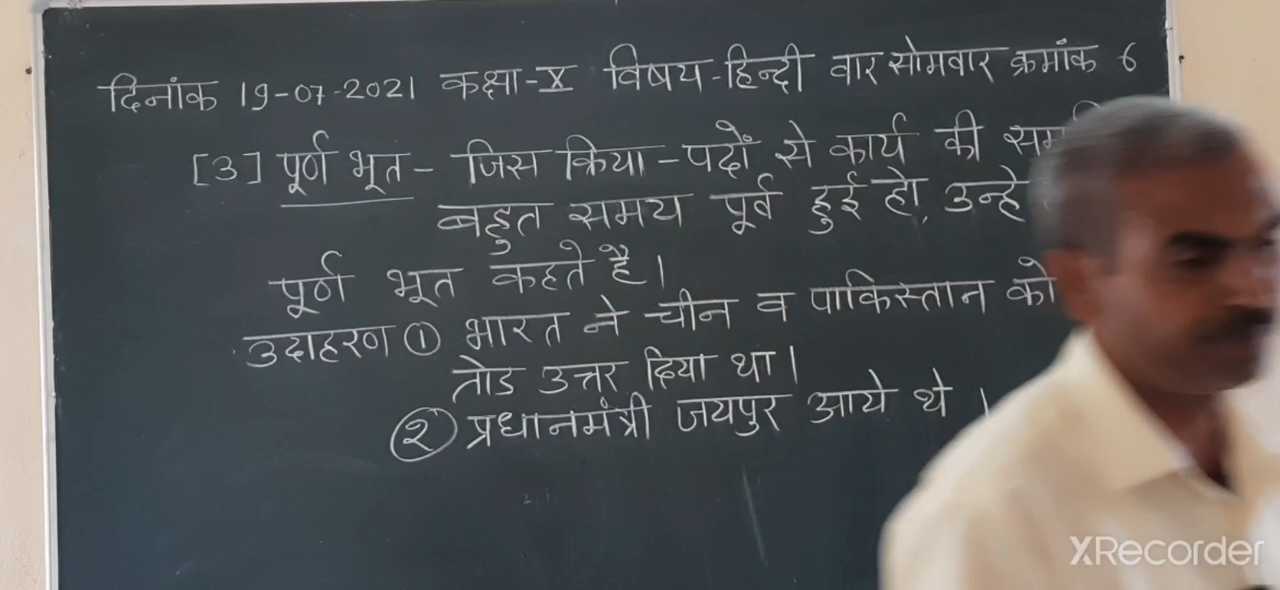 दिनांक 19-07-2021 कक्षा-X विषय-हिन्दी वार सोमवार क्रमांक 6
[3] पूर्ण भूत- जिस क्रिया-पदों से कार्य की
बहुत समय पूर्व हुई हो, उन्हे
पूर्ण भूत कहते है।
उदाहरण ① भारत ने चीन व पाकिस्तान को
तोड उत्तर दिया था।
② प्रधानमंत्री जयपुर आये थे ।
XRecorder